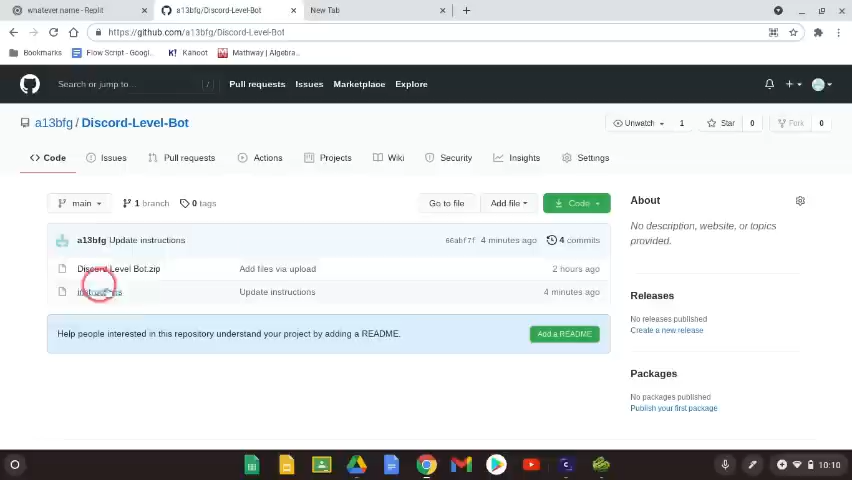 whatever name - Replit
a13bfg/Discord-Level-Bot
New Tab
https://github.com/a13bfg/Discord-Level-Bot
Bookmarks
Flow Script - Googl...
K! Kahoot
Mathway | Algebra...
Search or jump to...
/
Pull requests Issues Marketplace Explore
a13bfg / Discord-Level-Bot
Unwatch 1
Star 0
Fork 0
Code
Issues
Pull requests
Actions
Projects
Wiki
Security
Insights
Settings
main
1 branch
0 tags
Go to file
Add file
Code
About
No description, website, or topics
provided.
a13bfg Update instructions
4 minutes ago
4 commits
Discord Level Bot.zip
Add files via upload
2 hours ago
instructions
Update instructions
4 minutes ago
Help people interested in this repository understand your project by adding a README.
Add a README
Releases
No releases published
Create a new release
Packages
No packages published
Publish your first package
10:10